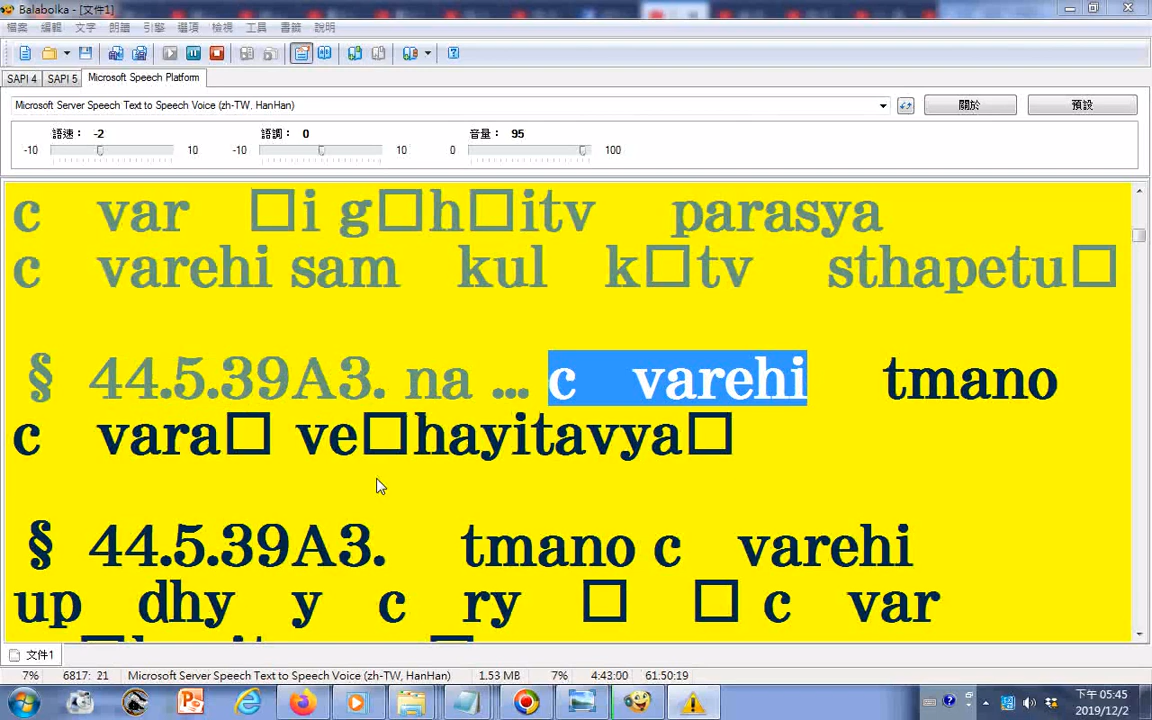 Balabolka - [文件1]
檔案 編輯 文字 朗讀 引擎 選項 檢視 工具 書籤 說明
SAPI 4 SAPI 5 Microsoft Speech Platform
Microsoft Server Speech Text to Speech Voice (zh-TW, HanHan) 關於 預設
語速： -2 語調： 0 音量： 95
-10 10 -10 10 0 100
c var □i g□h□itv parasya
c varehi sam kul k□tv sthapetu□
§ 44.5.39A3. na ... c varehi tmano
c vara□ ve□hayitavya□
§ 44.5.39A3. tmano c varehi
up dhy y c ry □ □ c var
文件1
7% 6817: 21 Microsoft Server Speech Text to Speech Voice (zh-TW, HanHan) 1.53 MB 7% 4:43:00 61:50:19
下午 05:45
2019/12/2